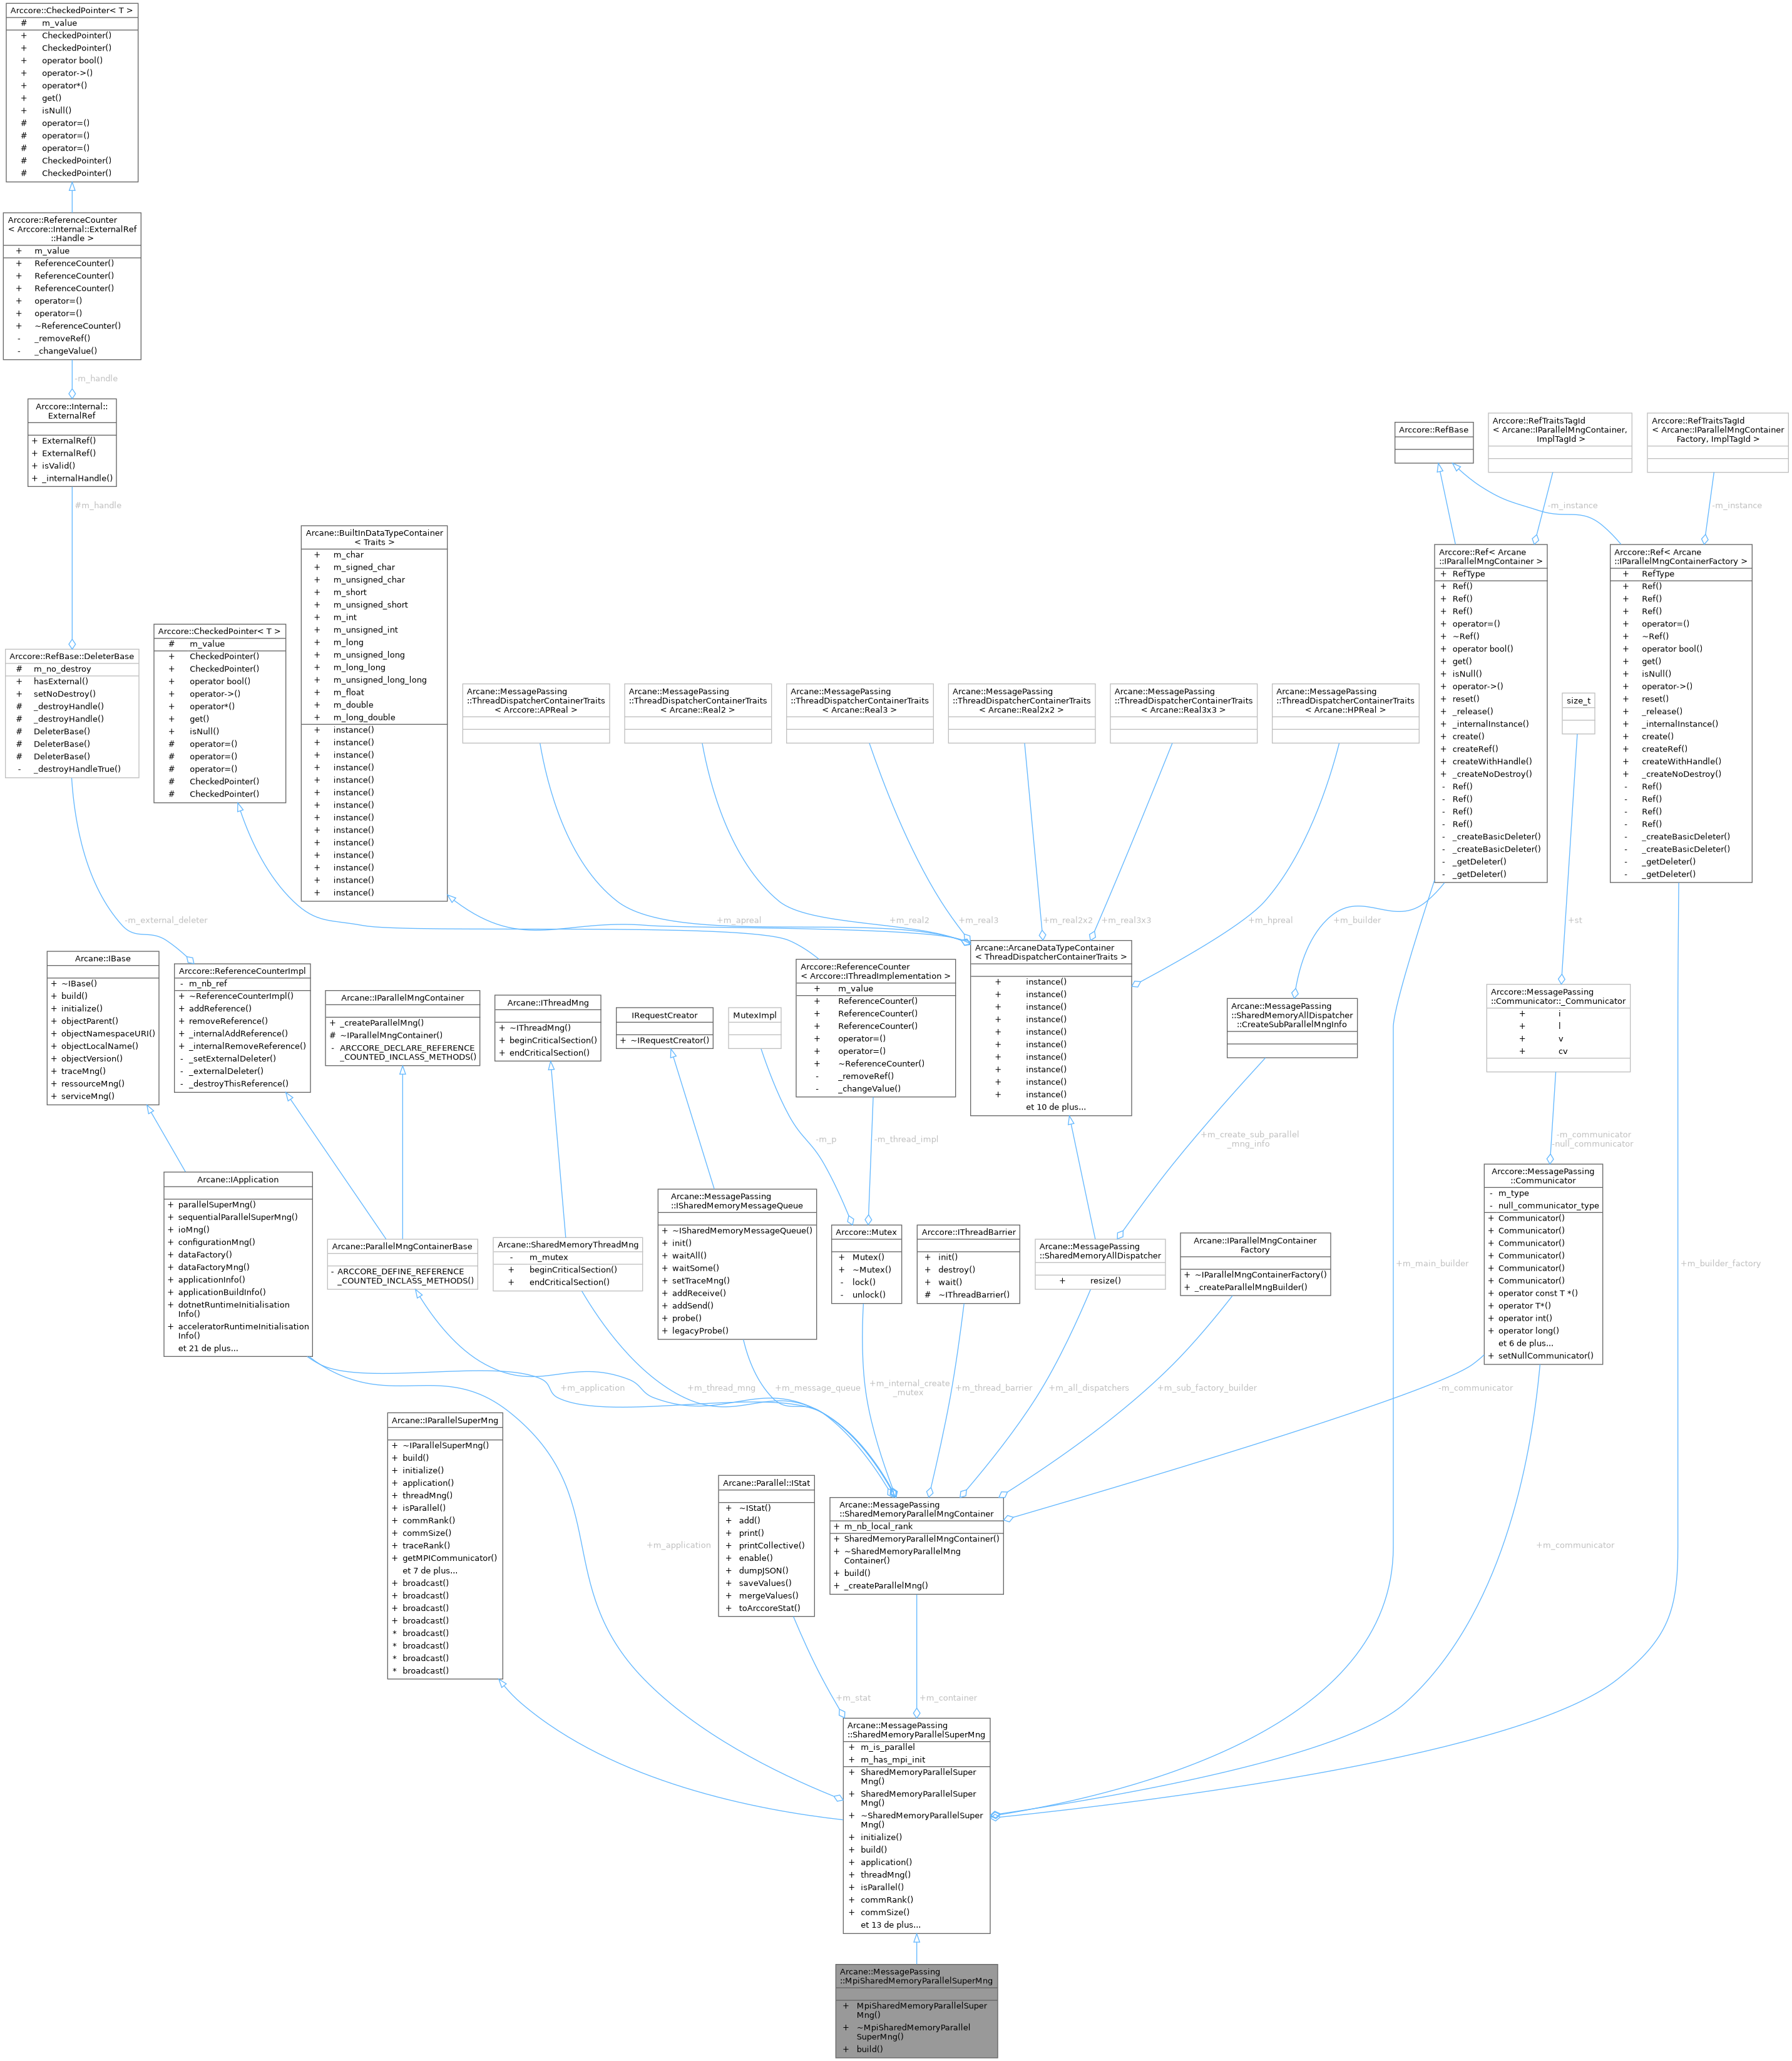 Arccore::CheckedPointer< T >
# m_value
+ CheckedPointer()
+ CheckedPointer()
+ operator bool()
+ operator->()
+ operator*()
+ get()
+ isNull()
# operator=()
# operator=()
# operator=()
# CheckedPointer()
# CheckedPointer()
Arccore::ReferenceCounter
< Arccore::Internal::ExternalRef
::Handle >
+ m_value
+ ReferenceCounter()
+ ReferenceCounter()
+ ReferenceCounter()
+ operator=()
+ operator=()
+ ~ReferenceCounter()
- _removeRef()
- _changeValue()
-m_handle
Arccore::Internal::
ExternalRef
+ ExternalRef()
+ ExternalRef()
+ isValid()
+ _internalHandle()
#m_handle
Arccore::RefBase::DeleterBase
# m_no_destroy
+ hasExternal()
+ setNoDestroy()
# _destroyHandle()
# _destroyHandle()
# DeleterBase()
# DeleterBase()
# DeleterBase()
- _destroyHandleTrue()
-m_external_deleter
Arccore::CheckedPointer< T >
# m_value
+ CheckedPointer()
+ CheckedPointer()
+ operator bool()
+ operator->()
+ operator*()
+ get()
+ isNull()
# operator=()
# operator=()
# operator=()
# CheckedPointer()
# CheckedPointer()
Arcane::BuiltInDataTypeContainer
< Traits >
+ m_char
+ m_signed_char
+ m_unsigned_char
+ m_short
+ m_unsigned_short
+ m_int
+ m_unsigned_int
+ m_long
+ m_unsigned_long
+ m_long_long
+ m_unsigned_long_long
+ m_float
+ m_double
+ m_long_double
+ instance()
+ instance()
+ instance()
+ instance()
+ instance()
+ instance()
+ instance()
+ instance()
+ instance()
+ instance()
+ instance()
+ instance()
+ instance()
+ instance()
Arcane::MessagePassing
::ThreadDispatcherContainerTraits
< Arccore::APReal >
Arcane::MessagePassing
::ThreadDispatcherContainerTraits
< Arcane::Real2 >
Arcane::MessagePassing
::ThreadDispatcherContainerTraits
< Arcane::Real3 >
Arcane::MessagePassing
::ThreadDispatcherContainerTraits
< Arcane::Real2x2 >
Arcane::MessagePassing
::ThreadDispatcherContainerTraits
< Arcane::Real3x3 >
Arcane::MessagePassing
::ThreadDispatcherContainerTraits
< Arcane::HPReal >
+m_apreal
+m_real2
+m_real3
+m_real2x2
+m_real3x3
+m_hpreal
Arccore::RefBase
Arccore::RefTraitsTagId
< Arcane::IParallelMngContainer,
ImplTagId >
Arccore::RefTraitsTagId
< Arcane::IParallelMngContainer
Factory, ImplTagId >
-m_instance
-m_instance
Arccore::Ref< Arcane
::IParallelMngContainer >
+ RefType
+ Ref()
+ Ref()
+ Ref()
+ operator=()
+ ~Ref()
+ operator bool()
+ get()
+ isNull()
+ operator->()
+ reset()
+ _release()
+ _internalInstance()
+ create()
+ createRef()
+ createWithHandle()
+ _createNoDestroy()
- Ref()
- Ref()
- Ref()
- Ref()
- _createBasicDeleter()
- _createBasicDeleter()
- _getDeleter()
- _getDeleter()
size_t
Arccore::Ref< Arcane
::IParallelMngContainerFactory >
+ RefType
+ Ref()
+ Ref()
+ Ref()
+ operator=()
+ ~Ref()
+ operator bool()
+ get()
+ isNull()
+ operator->()
+ reset()
+ _release()
+ _internalInstance()
+ create()
+ createRef()
+ createWithHandle()
+ _createNoDestroy()
- Ref()
- Ref()
- Ref()
- Ref()
- _createBasicDeleter()
- _createBasicDeleter()
- _getDeleter()
- _getDeleter()
+m_builder
+st
Arcane::IBase
+ ~IBase()
+ build()
+ initialize()
+ objectParent()
+ objectNamespaceURI()
+ objectLocalName()
+ objectVersion()
+ traceMng()
+ ressourceMng()
+ serviceMng()
Arccore::ReferenceCounterImpl
- m_nb_ref
+ ~ReferenceCounterImpl()
+ addReference()
+ removeReference()
+ _internalAddReference()
+ _internalRemoveReference()
- _setExternalDeleter()
- _externalDeleter()
- _destroyThisReference()
Arcane::IParallelMngContainer
+ _createParallelMng()
# ~IParallelMngContainer()
- ARCCORE_DECLARE_REFERENCE
_COUNTED_INCLASS_METHODS()
Arcane::IThreadMng
+ ~IThreadMng()
+ beginCriticalSection()
+ endCriticalSection()
IRequestCreator
+ ~IRequestCreator()
MutexImpl
Arccore::ReferenceCounter
< Arccore::IThreadImplementation >
+ m_value
+ ReferenceCounter()
+ ReferenceCounter()
+ ReferenceCounter()
+ operator=()
+ operator=()
+ ~ReferenceCounter()
- _removeRef()
- _changeValue()
Arcane::ArcaneDataTypeContainer
< ThreadDispatcherContainerTraits >
+ instance()
+ instance()
+ instance()
+ instance()
+ instance()
+ instance()
+ instance()
+ instance()
+ instance()
+ instance()
et 10 de plus...
Arcane::MessagePassing
::SharedMemoryAllDispatcher
::CreateSubParallelMngInfo
Arccore::MessagePassing
::Communicator::_Communicator
+ i
+ l
+ v
+ cv
-m_p
-m_thread_impl
+m_create_sub_parallel
_mng_info
-m_communicator
-null_communicator
Arcane::IApplication
+ parallelSuperMng()
+ sequentialParallelSuperMng()
+ ioMng()
+ configurationMng()
+ dataFactory()
+ dataFactoryMng()
+ applicationInfo()
+ applicationBuildInfo()
+ dotnetRuntimeInitialisation
Info()
+ acceleratorRuntimeInitialisation
Info()
et 21 de plus...
Arcane::ParallelMngContainerBase
- ARCCORE_DEFINE_REFERENCE
_COUNTED_INCLASS_METHODS()
Arcane::SharedMemoryThreadMng
- m_mutex
+ beginCriticalSection()
+ endCriticalSection()
Arcane::MessagePassing
::ISharedMemoryMessageQueue
+ ~ISharedMemoryMessageQueue()
+ init()
+ waitAll()
+ waitSome()
+ setTraceMng()
+ addReceive()
+ addSend()
+ probe()
+ legacyProbe()
Arccore::Mutex
+ Mutex()
+ ~Mutex()
- lock()
- unlock()
Arccore::IThreadBarrier
+ init()
+ destroy()
+ wait()
# ~IThreadBarrier()
Arcane::MessagePassing
::SharedMemoryAllDispatcher
+ resize()
Arcane::IParallelMngContainer
Factory
+ ~IParallelMngContainerFactory()
+ _createParallelMngBuilder()
Arccore::MessagePassing
::Communicator
- m_type
- null_communicator_type
+ Communicator()
+ Communicator()
+ Communicator()
+ Communicator()
+ Communicator()
+ Communicator()
+ operator const T *()
+ operator T*()
+ operator int()
+ operator long()
et 6 de plus...
+ setNullCommunicator()
+m_main_builder
+m_builder_factory
+m_application
+m_thread_mng
+m_message_queue
+m_internal_create
_mutex
+m_thread_barrier
+m_all_dispatchers
+m_sub_factory_builder
-m_communicator
Arcane::IParallelSuperMng
+ ~IParallelSuperMng()
+ build()
+ initialize()
+ application()
+ threadMng()
+ isParallel()
+ commRank()
+ commSize()
+ traceRank()
+ getMPICommunicator()
et 7 de plus...
+ broadcast()
+ broadcast()
+ broadcast()
+ broadcast()
* broadcast()
* broadcast()
* broadcast()
* broadcast()
+m_application
Arcane::Parallel::IStat
+ ~IStat()
+ add()
+ print()
+ printCollective()
+ enable()
+ dumpJSON()
+ saveValues()
+ mergeValues()
+ toArccoreStat()
Arcane::MessagePassing
::SharedMemoryParallelMngContainer
+ m_nb_local_rank
+ SharedMemoryParallelMngContainer()
+ ~SharedMemoryParallelMng
Container()
+ build()
+ _createParallelMng()
+m_communicator
+m_stat
+m_container
Arcane::MessagePassing
::SharedMemoryParallelSuperMng
+ m_is_parallel
+ m_has_mpi_init
+ SharedMemoryParallelSuper
Mng()
+ SharedMemoryParallelSuper
Mng()
+ ~SharedMemoryParallelSuper
Mng()
+ initialize()
+ build()
+ application()
+ threadMng()
+ isParallel()
+ commRank()
+ commSize()
et 13 de plus...
Arcane::MessagePassing
::MpiSharedMemoryParallelSuperMng
+ MpiSharedMemoryParallelSuper
Mng()
+ ~MpiSharedMemoryParallel
SuperMng()
+ build()